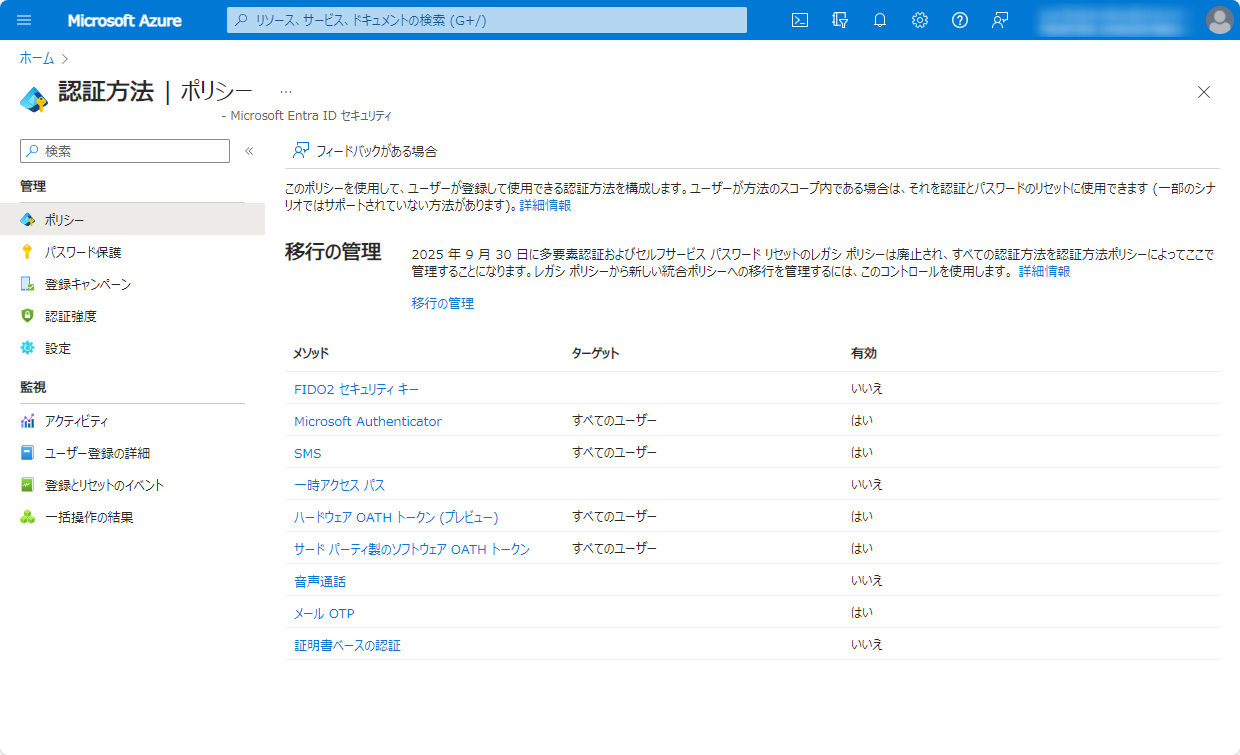 Microsoft Azure
リソース、サービス、ドキュメントの検索 (G+/)
ホーム
認証方法 | ポリシー ...
- Microsoft Entra ID セキュリティ
検索
フィードバックがある場合
管理
ポリシー
パスワード保護
登録キャンペーン
認証強度
設定
監視
アクティビティ
ユーザー登録の詳細
登録とリセットのイベント
一括操作の結果
このポリシーを使用して、ユーザーが登録して使用できる認証方法を構成します。ユーザーが方法のスコープ内である場合は、それを認証とパスワードのリセットに使用できます (一部のシナ
リオではサポートされていない方法があります)。詳細情報
移行の管理
2025 年 9 月 30 日に多要素認証およびセルフサービス パスワード リセットのレガシ ポリシーは廃止され、すべての認証方法を認証方法ポリシーによってここで
管理することになります。レガシ ポリシーから新しい統合ポリシーへの移行を管理するには、このコントロールを使用します。 詳細情報
移行の管理
メソッド ターゲット 有効
FIDO2 セキュリティ キー いいえ
Microsoft Authenticator すべてのユーザー はい
SMS すべてのユーザー はい
一時アクセス パス いいえ
ハードウェア OATH トークン (プレビュー) すべてのユーザー はい
サード パーティ製のソフトウェア OATH トークン すべてのユーザー はい
音声通話 いいえ
メール OTP はい
証明書ベースの認証 いいえ